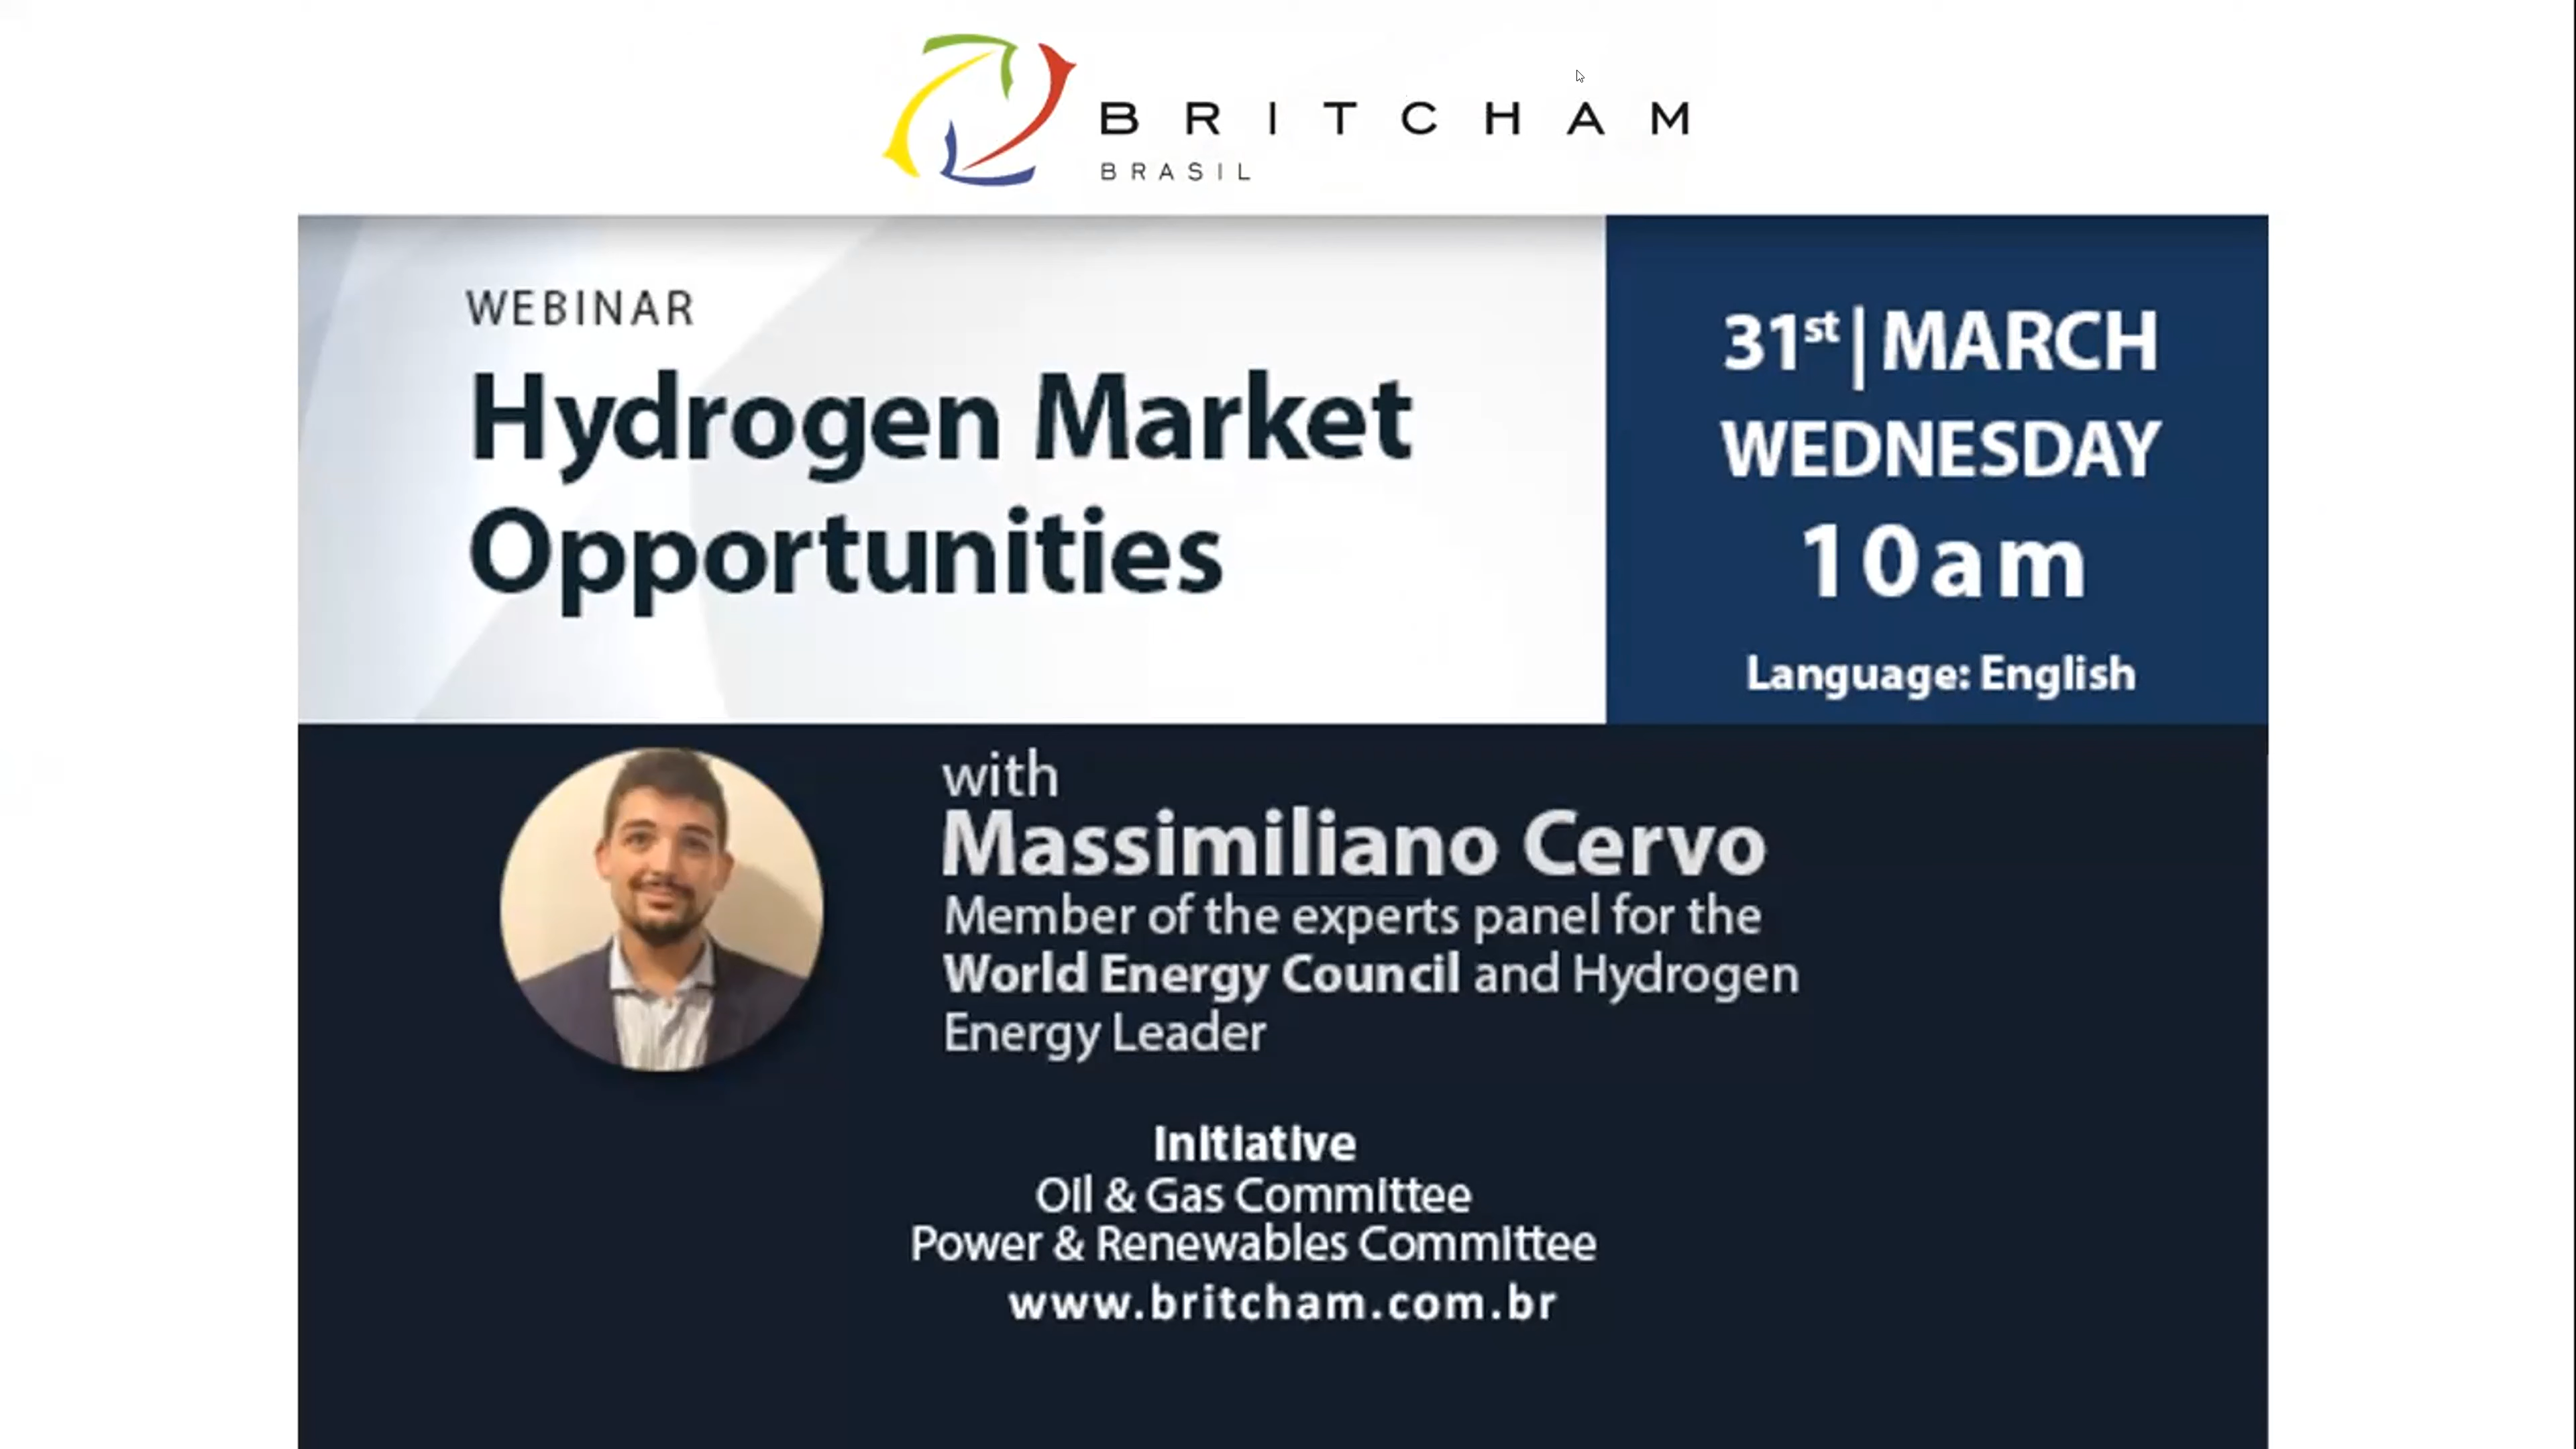 BRITCHAM
BRASIL
WEBINAR
Hydrogen Market
Opportunities
31st | MARCH
WEDNESDAY
10am
Language: English
with
Massimiliano Cervo
Member of the experts panel for the
World Energy Council and Hydrogen
Energy Leader
Initiative
Oil & Gas Committee
Power & Renewables Committee
www.britcham.com.br